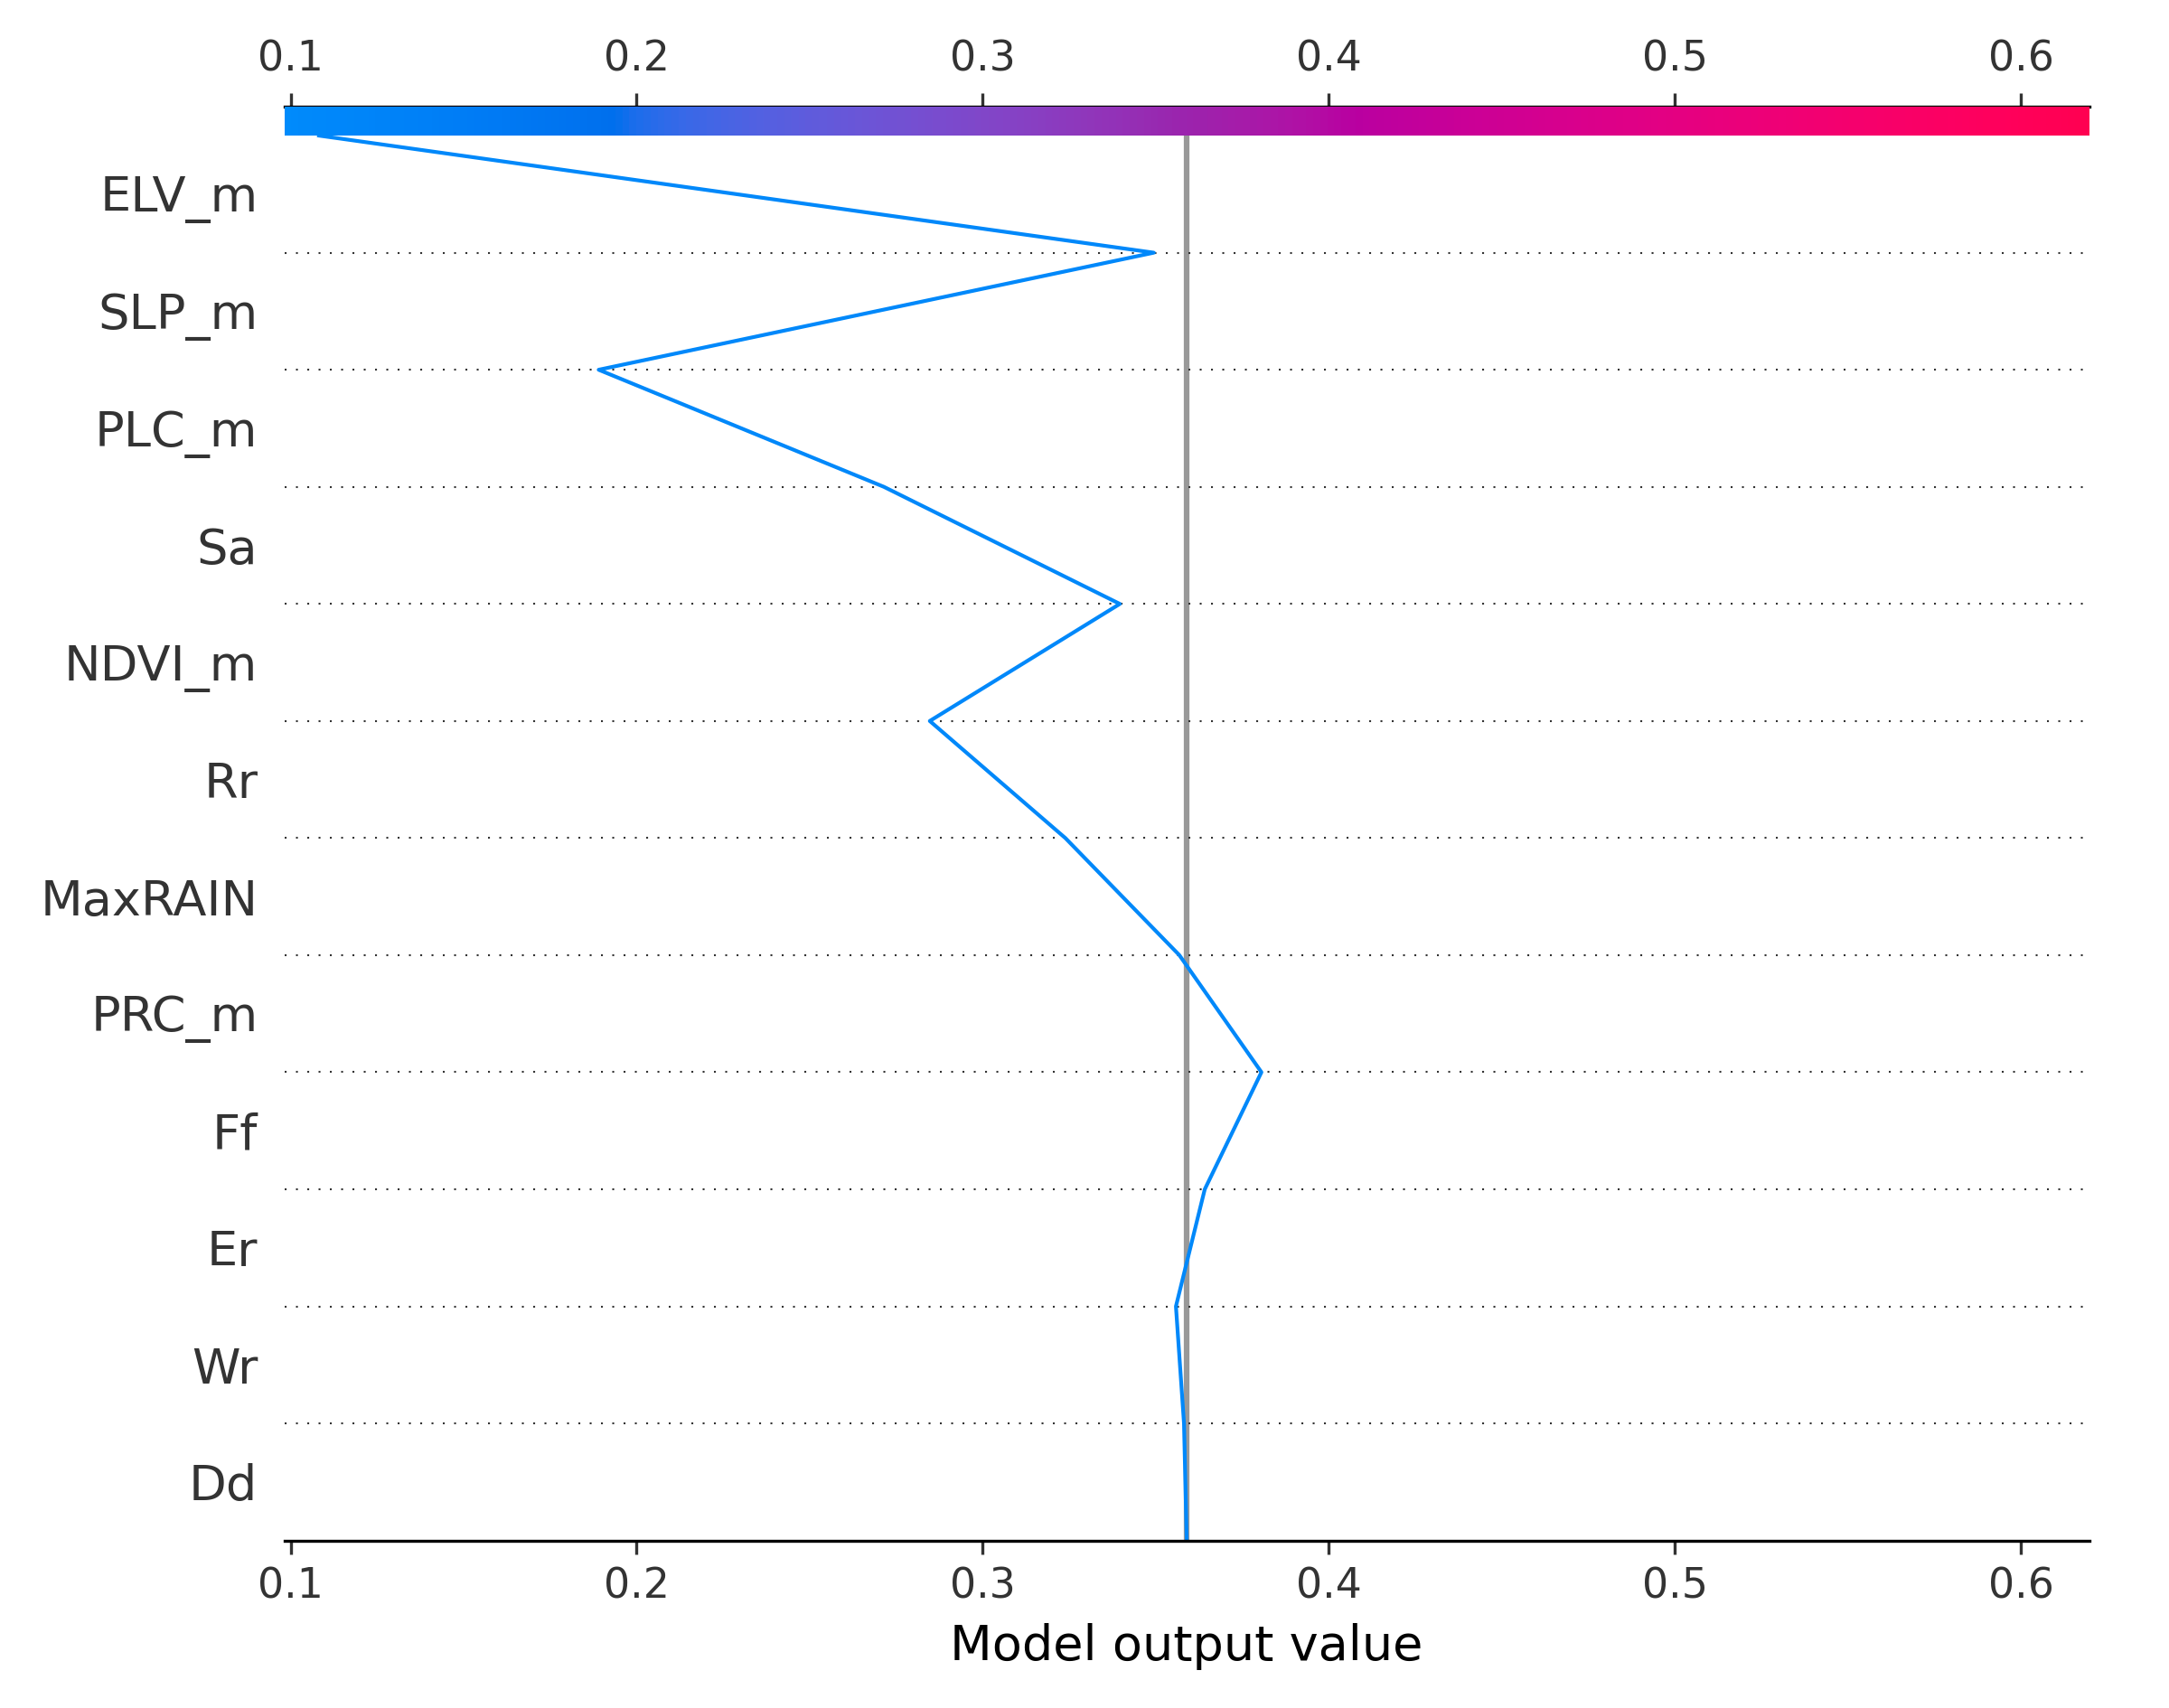 0.1 0.2 0.3 0.4 0.5 0.6
ELV_m
SLP_m
PLC_m
Sa
NDVI_m
Rr
MaxRAIN
PRC_m
Ff
Er
Wr
Dd
0.1 0.2 0.3 0.4 0.5 0.6
Model output value